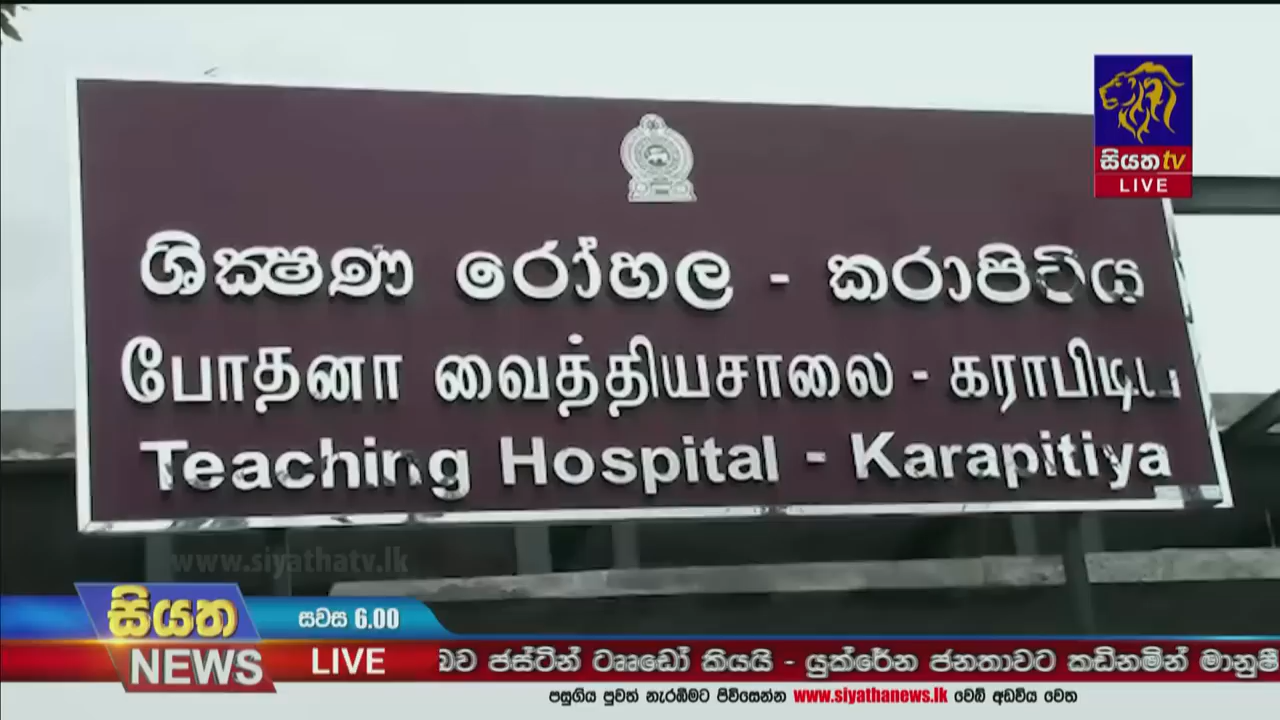 සියත tv
LIVE
ශික්‍ෂණ රෝහල - කරාපිටිය
போதனா வைத்தியசாலை - கராபிடிய
Teaching Hospital - Karapitiya
www.siyathatv.lk
සියත
සවස 6.00
NEWS
LIVE
බව ජස්ටින් ටෲඩෝ කියයි - යුක්රේන ජනතාවට කඩිනමින් මානුෂී
පසුගිය පුවත් නැරඹීමට පිවිසෙන්න www.siyathanews.lk වෙබ් අඩවිය වෙත